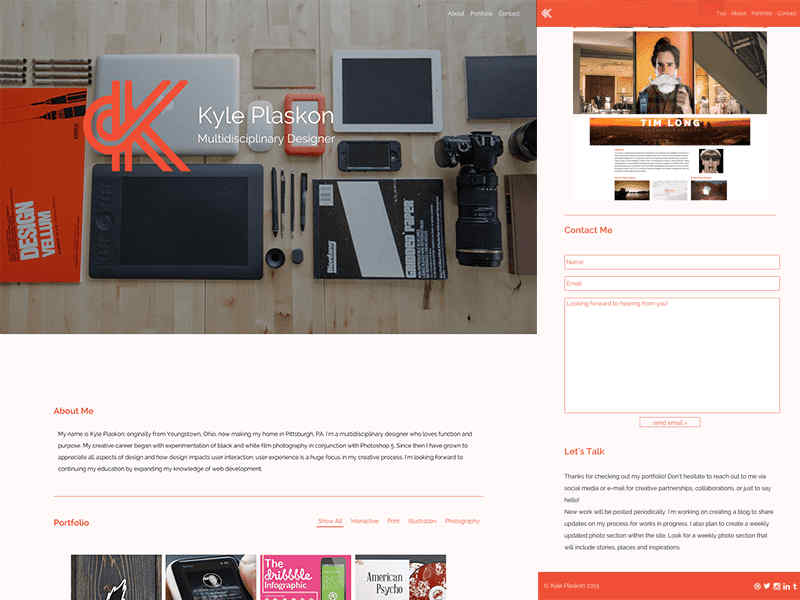 About Portfolio Contact
Kyle Plaskon
Multidisciplinary Designer
DESIGN
VELLUM
Bienfang
GRIDDED PAPER
About Me
My name is Kyle Plaskon; originally from Youngstown, Ohio, now making my home in Pittsburgh, PA. I'm a multidisciplinary designer who loves function and
purpose. My creative career began with experimentation of black and white film photography in conjunction with Photoshop 5. Since then I have grown to
appreciate all aspects of design and how design impacts user interaction; user experience is a huge focus in my creative process. I'm looking forward to
continuing my education by expanding my knowledge of web development.
Portfolio
Show All Interactive Print Illustration Photography
The
dribbble
Infographic
American
Psycho
Top About Portfolio Contact
TIM LONG
Contact Me
Name
Email
Looking forward to hearing from you!
send email »
Let's Talk
Thanks for checking out my portfolio! Don't hesitate to reach out to me via
social media or e-mail for creative partnerships, collaborations, or just to say
hello!
New work will be posted periodically. I'm working on creating a blog to share
updates on my process for works in progress. I also plan to create a weekly
updated photo section within the site. Look for a weekly photo section that
will include stories, places and inspirations.
© Kyle Plaskon 2015